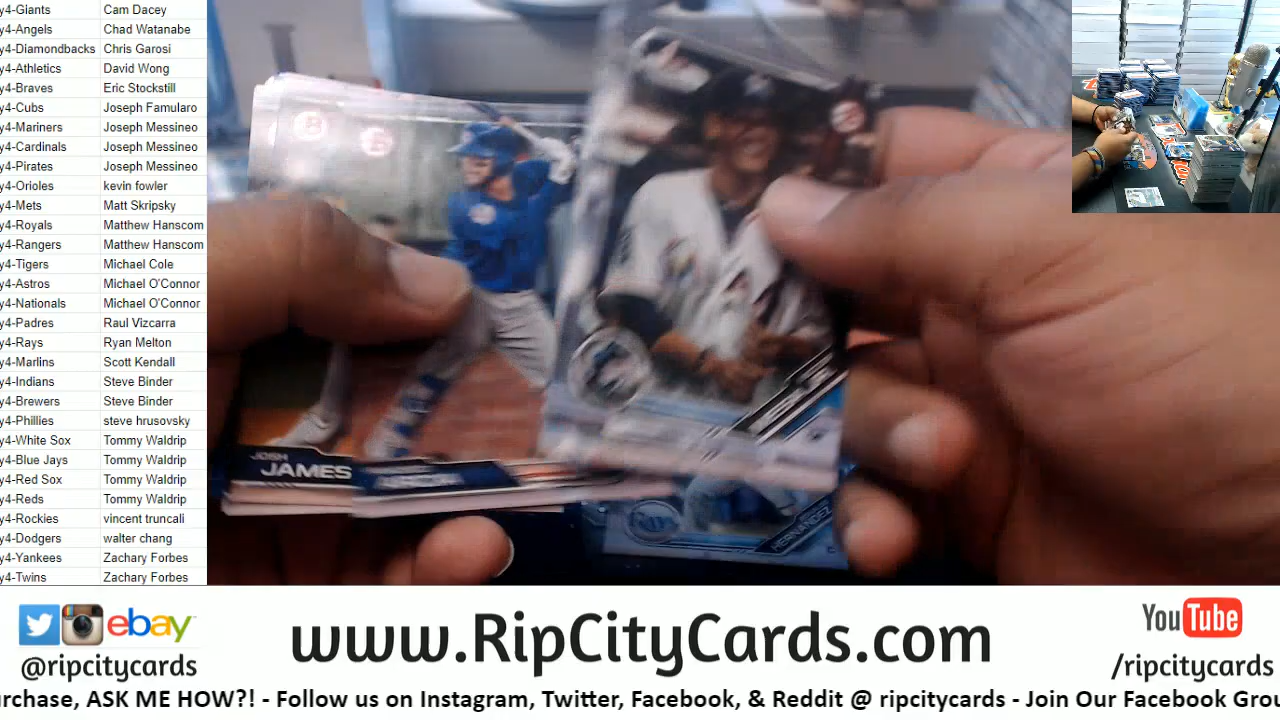 y4-Giants Cam Dacey
y4-Angels Chad Watanabe
y4-Diamondbacks Chris Garosi
y4-Athletics David Wong
y4-Braves Eric Stockstill
y4-Cubs Joseph Famularo
y4-Mariners Joseph Messineo
y4-Cardinals Joseph Messineo
y4-Pirates Joseph Messineo
y4-Orioles kevin fowler
y4-Mets Matt Skripsky
y4-Royals Matthew Hanscom
y4-Rangers Matthew Hanscom
y4-Tigers Michael Cole
y4-Astros Michael O'Connor
y4-Nationals Michael O'Connor
y4-Padres Raul Vizcarra
y4-Rays Ryan Melton
y4-Marlins Scott Kendall
y4-Indians Steve Binder
y4-Brewers Steve Binder
y4-Phillies steve hrusovsky
y4-White Sox Tommy Waldrip
y4-Blue Jays Tommy Waldrip
y4-Red Sox Tommy Waldrip
y4-Reds Tommy Waldrip
y4-Rockies vincent truncali
y4-Dodgers walter chang
y4-Yankees Zachary Forbes
y4-Twins Zachary Forbes
JOSH
JAMES
RAYS
HERNANDEZ
ebay
@ripcitycards
www.RipCityCards.com
YouTube
/ripcitycards
urchase, ASK ME HOW?! - Follow us on Instagram, Twitter, Facebook, & Reddit @ ripcitycards - Join Our Facebook Grou